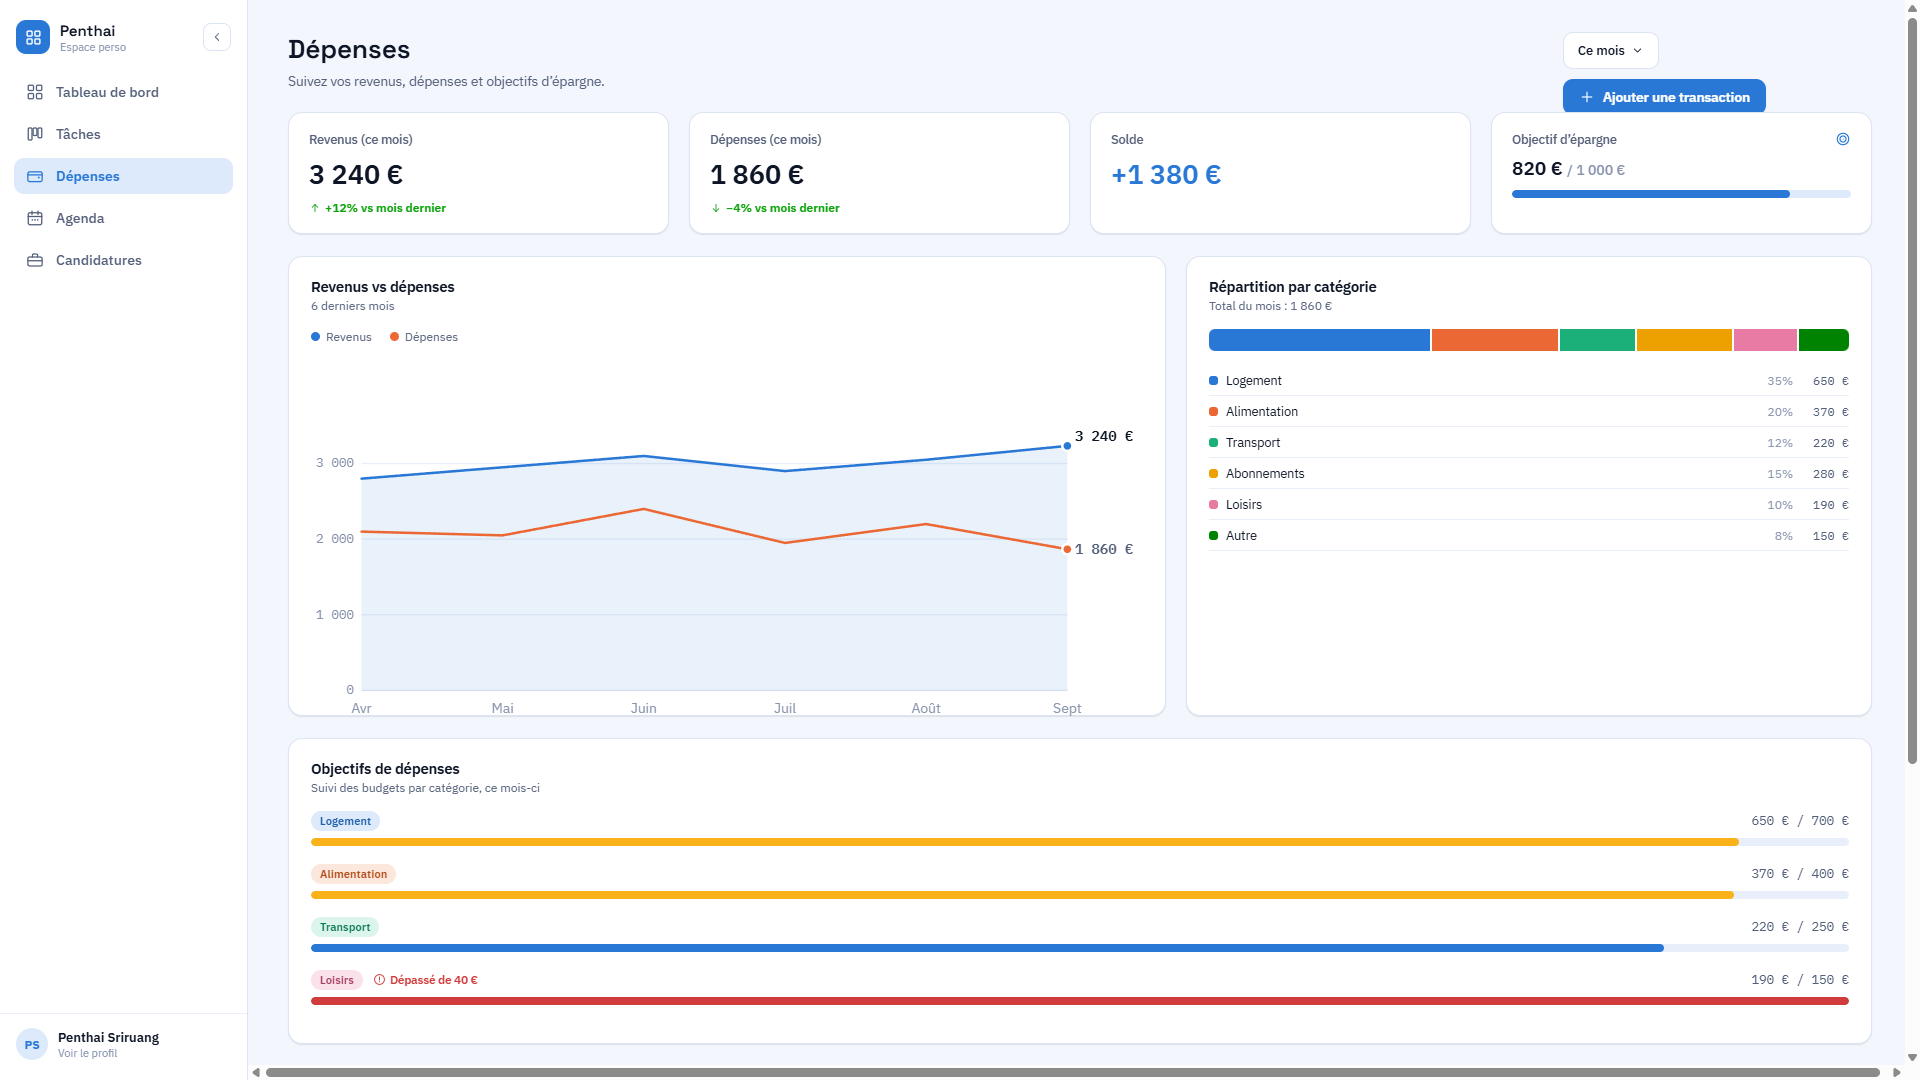 Penthai
Espace perso
Tableau de bord
Tâches
Dépenses
Agenda
Candidatures
Penthai Sriruang
PS
Voir le profil
Dépenses
Suivez vos revenus, dépenses et objectifs d’épargne.
Ce mois
Ajouter une transaction
Revenus (ce mois)
3 240 €
↑ +12% vs mois dernier
Dépenses (ce mois)
1 860 €
↓ −4% vs mois dernier
Solde
+1 380 €
Objectif d’épargne
820 € / 1 000 €
Revenus vs dépenses
6 derniers mois
Revenus Dépenses
3 240 €
3 000
2 000
1 860 €
1 000
0
Avr Mai Juin Juil Août Sept
Répartition par catégorie
Total du mois : 1 860 €
Logement 35% 650 €
Alimentation 20% 370 €
Transport 12% 220 €
Abonnements 15% 280 €
Loisirs 10% 190 €
Autre 8% 150 €
Objectifs de dépenses
Suivi des budgets par catégorie, ce mois-ci
Logement 650 € / 700 €
Alimentation 370 € / 400 €
Transport 220 € / 250 €
Loisirs Dépassé de 40 € 190 € / 150 €